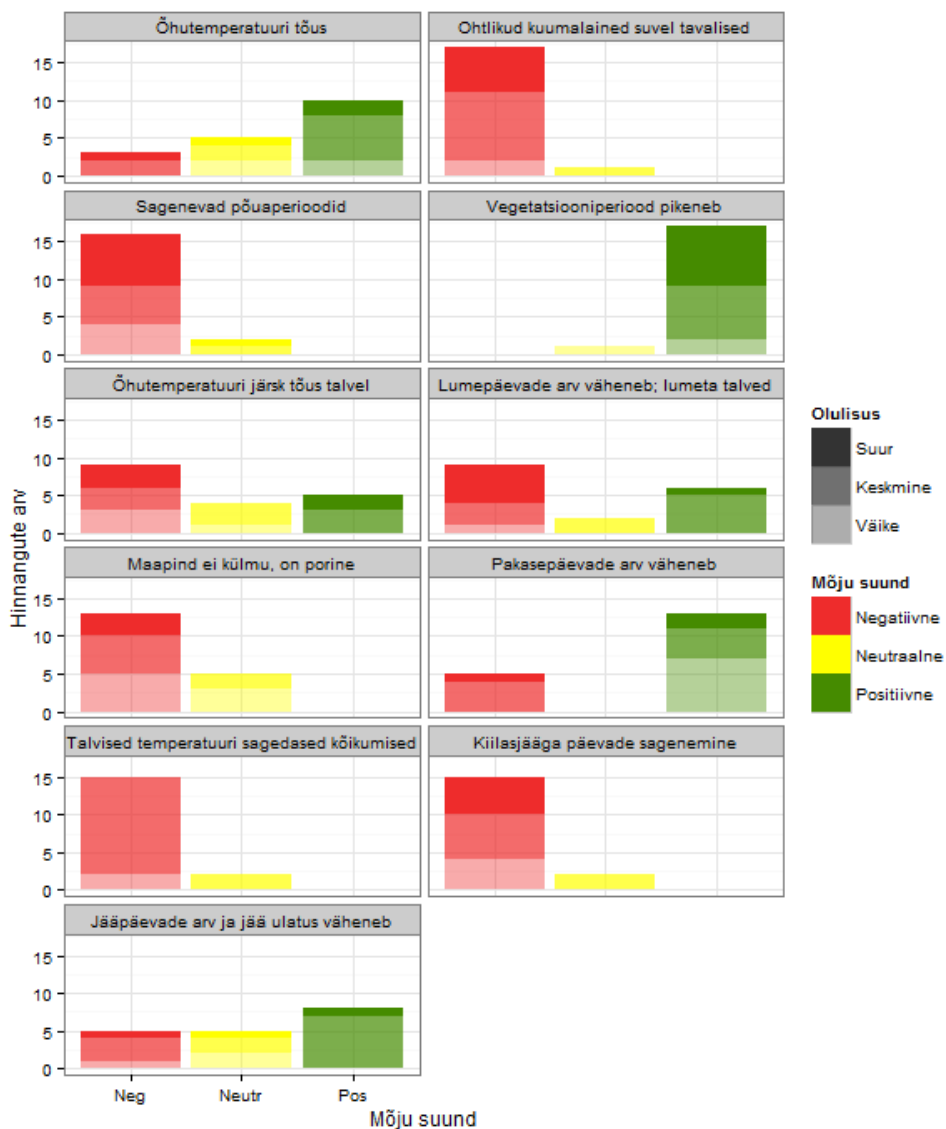 Õhutemperatuuri tõus
Ohtlikud kuumalained suvel tavalised
15
10
5
0
Sagenevad põuaperioodid
Vegetatsiooniperiood pikeneb
15
10
5
0
Õhutemperatuuri järsk tõus talvel
Lumepäevade arv väheneb; lumeta talved
15
10
5
0
Maapind ei külmu, on porine
Pakasepäevade arv väheneb
15
10
5
0
Talvised temperatuuri sagedased kõikumised
Kiilasjääga päevade sagenemine
15
10
5
0
Jääpäevade arv ja jää ulatus väheneb
15
10
5
0
Neg
Neutr
Pos
Mõju suund
Hinnangute arv
Olulisus
Suur
Keskmine
Väike
Mõju suund
Negatiivne
Neutraalne
Positiivne